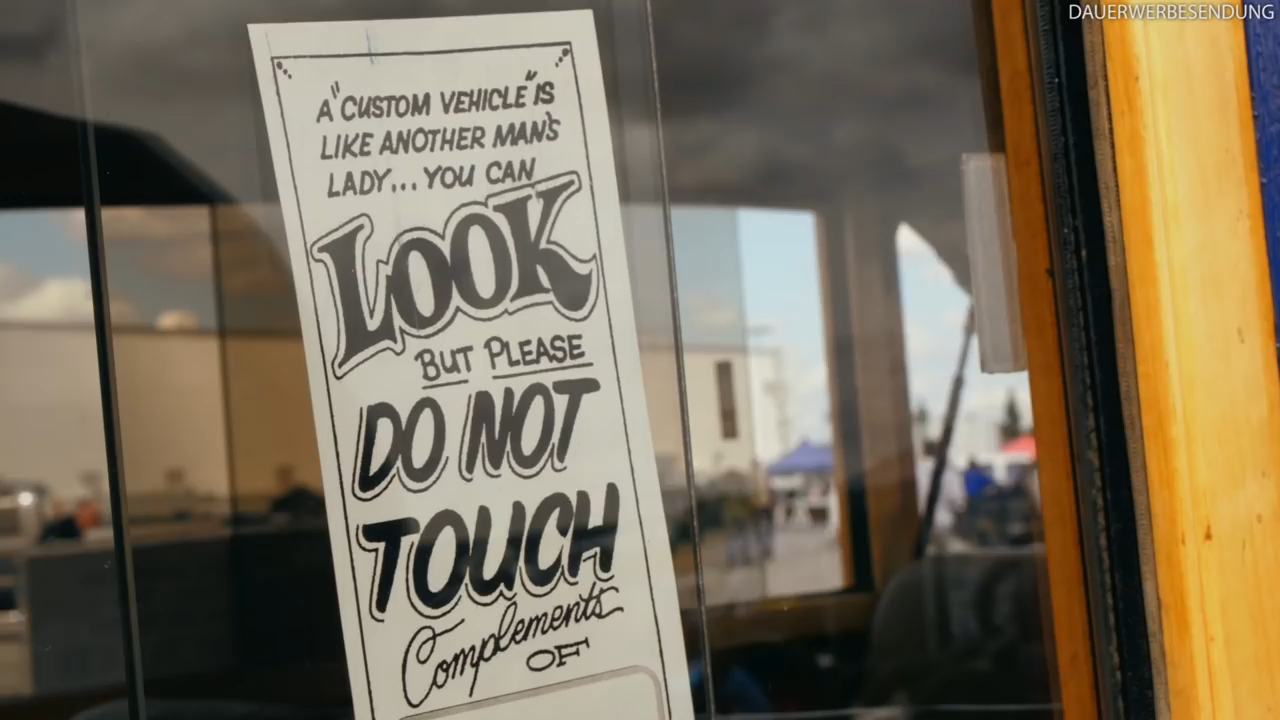 DAUERWERBESENDUNG
A "CUSTOM VEHICLE" IS
LIKE ANOTHER MAN'S
LADY... YOU CAN
LOOK
BUT PLEASE
DO NOT
TOUCH
Complements
OF